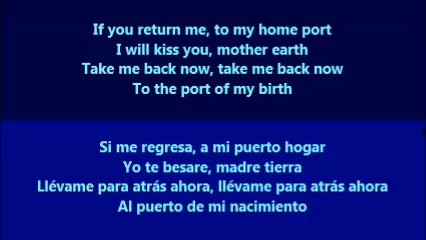 If you return me, to my home port
I will kiss you, mother earth
Take me back now, take me back now
To the port of my birth
Si me regresa, a mi puerto hogar
Yo te besare, madre tierra
Llévame para atrás ahora, llévame para atrás ahora
Al puerto de mi nacimiento